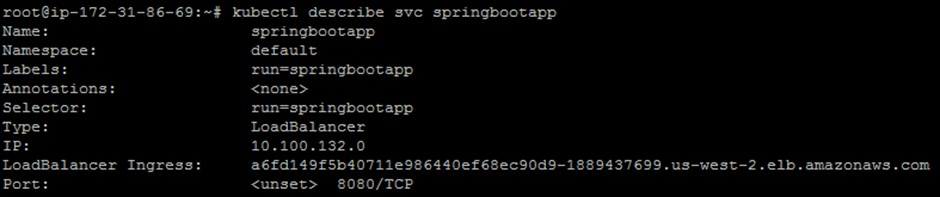 root@ip-172-31-86-69:~# kubectl describe svc springbootapp
Name: springbootapp
Namespace: default
Labels: run=springbootapp
Annotations: <none>
Selector: run=springbootapp
Type: LoadBalancer
IP: 10.100.132.0
LoadBalancer Ingress: a6fd149f5b40711e986440ef68ec90d9-1889437699.us-west-2.elb.amazonaws.com
Port: <unset> 8080/TCP